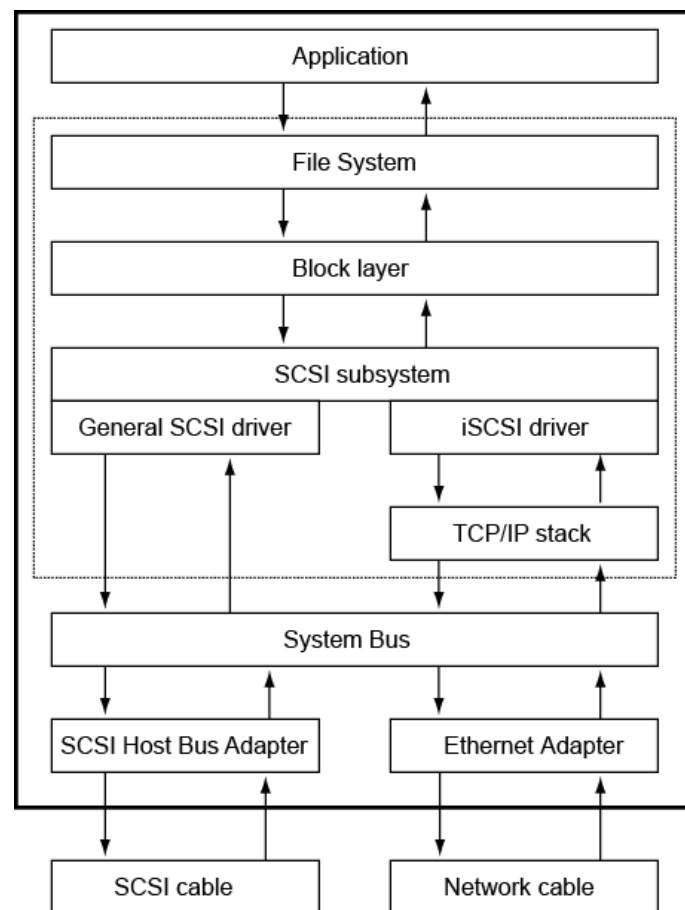 Application
File System
Block layer
SCSI subsystem
General SCSI driver
iSCSI driver
TCP/IP stack
System Bus
SCSI Host Bus Adapter
Ethernet Adapter
SCSI cable
Network cable